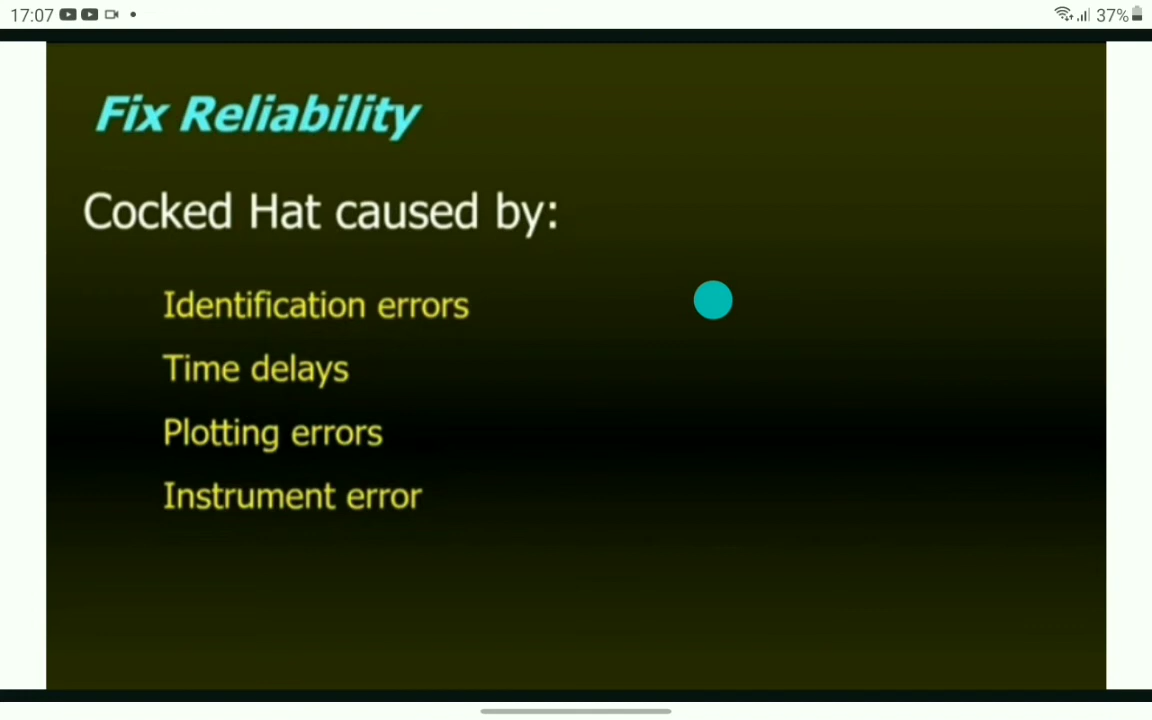 17:07
37%
Fix Reliability
Cocked Hat caused by:
Identification errors
Time delays
Plotting errors
Instrument error